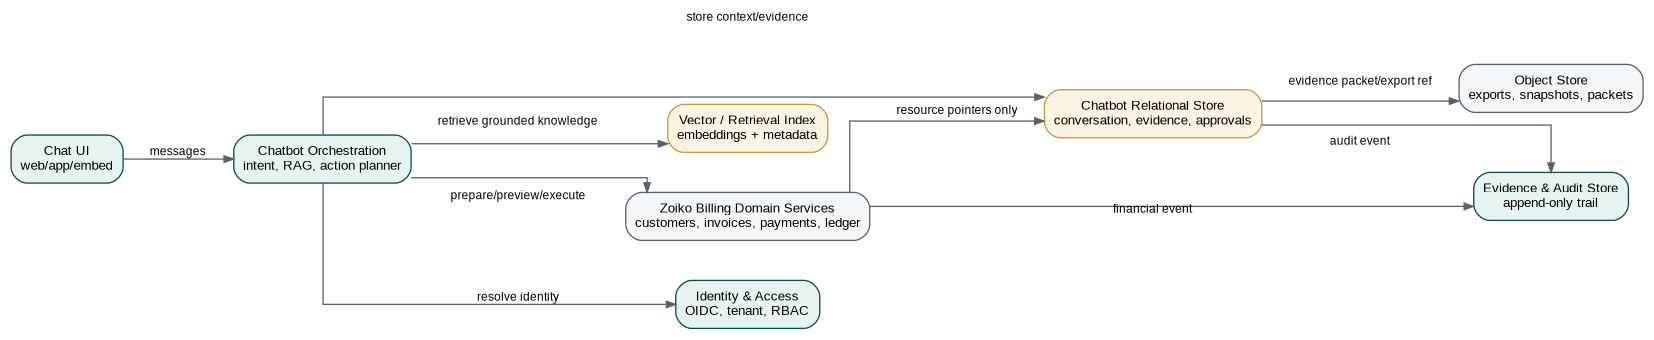 store context/evidence
Object Store
exports, snapshots, packets
evidence packet/export ref
Chatbot Relational Store
conversation, evidence, approvals
resource pointers only
retrieve grounded knowledge
Vector / Retrieval Index
embeddings + metadata
audit event
Chat UI
web/app/embed
messages
Chatbot Orchestration
intent, RAG, action planner
prepare/preview/execute
Zoiko Billing Domain Services
customers, invoices, payments, ledger
financial event
Evidence & Audit Store
append-only trail
resolve identity
Identity & Access
OIDC, tenant, RBAC